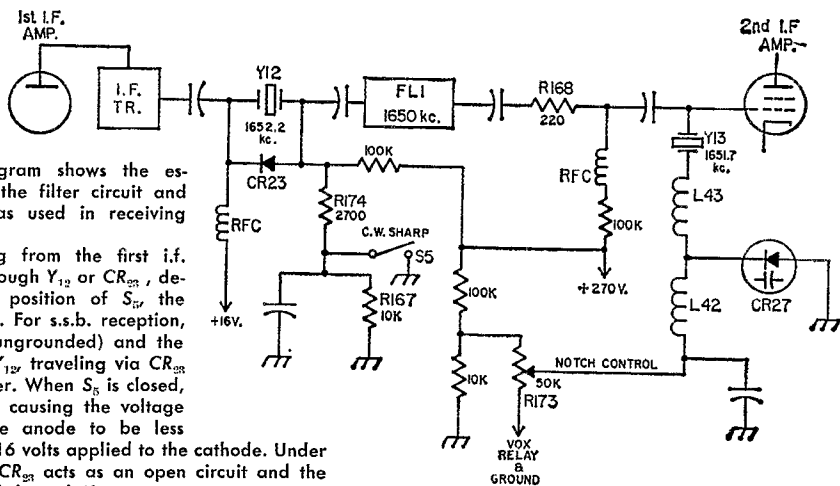 1st I.F.
AMP.
I.F.
TR.
Y12
1652.2
kc.
CR23
FL1
1650 kc.
R168
220
2nd I.F
AMP.
Y13
1651.7
kc.
RFC
100K
L43
100K
R174
2700
C.W. SHARP
S5
RFC
+16V.
R167
10K
+270V.
100K
L42
CR27
10K
50K
R173
NOTCH CONTROL
VOX
RELAY
&
GROUND
gram shows the es-
the filter circuit and
as used in receiving
g from the first i.f.
ough Y12 or CR23, de-
position of S5, the
. For s.s.b. reception,
ungrounded) and the
Y12, traveling via CR23
er. When S5 is closed,
causing the voltage
e anode to be less
16 volts applied to the cathode. Under
CR23 acts as an open circuit and the